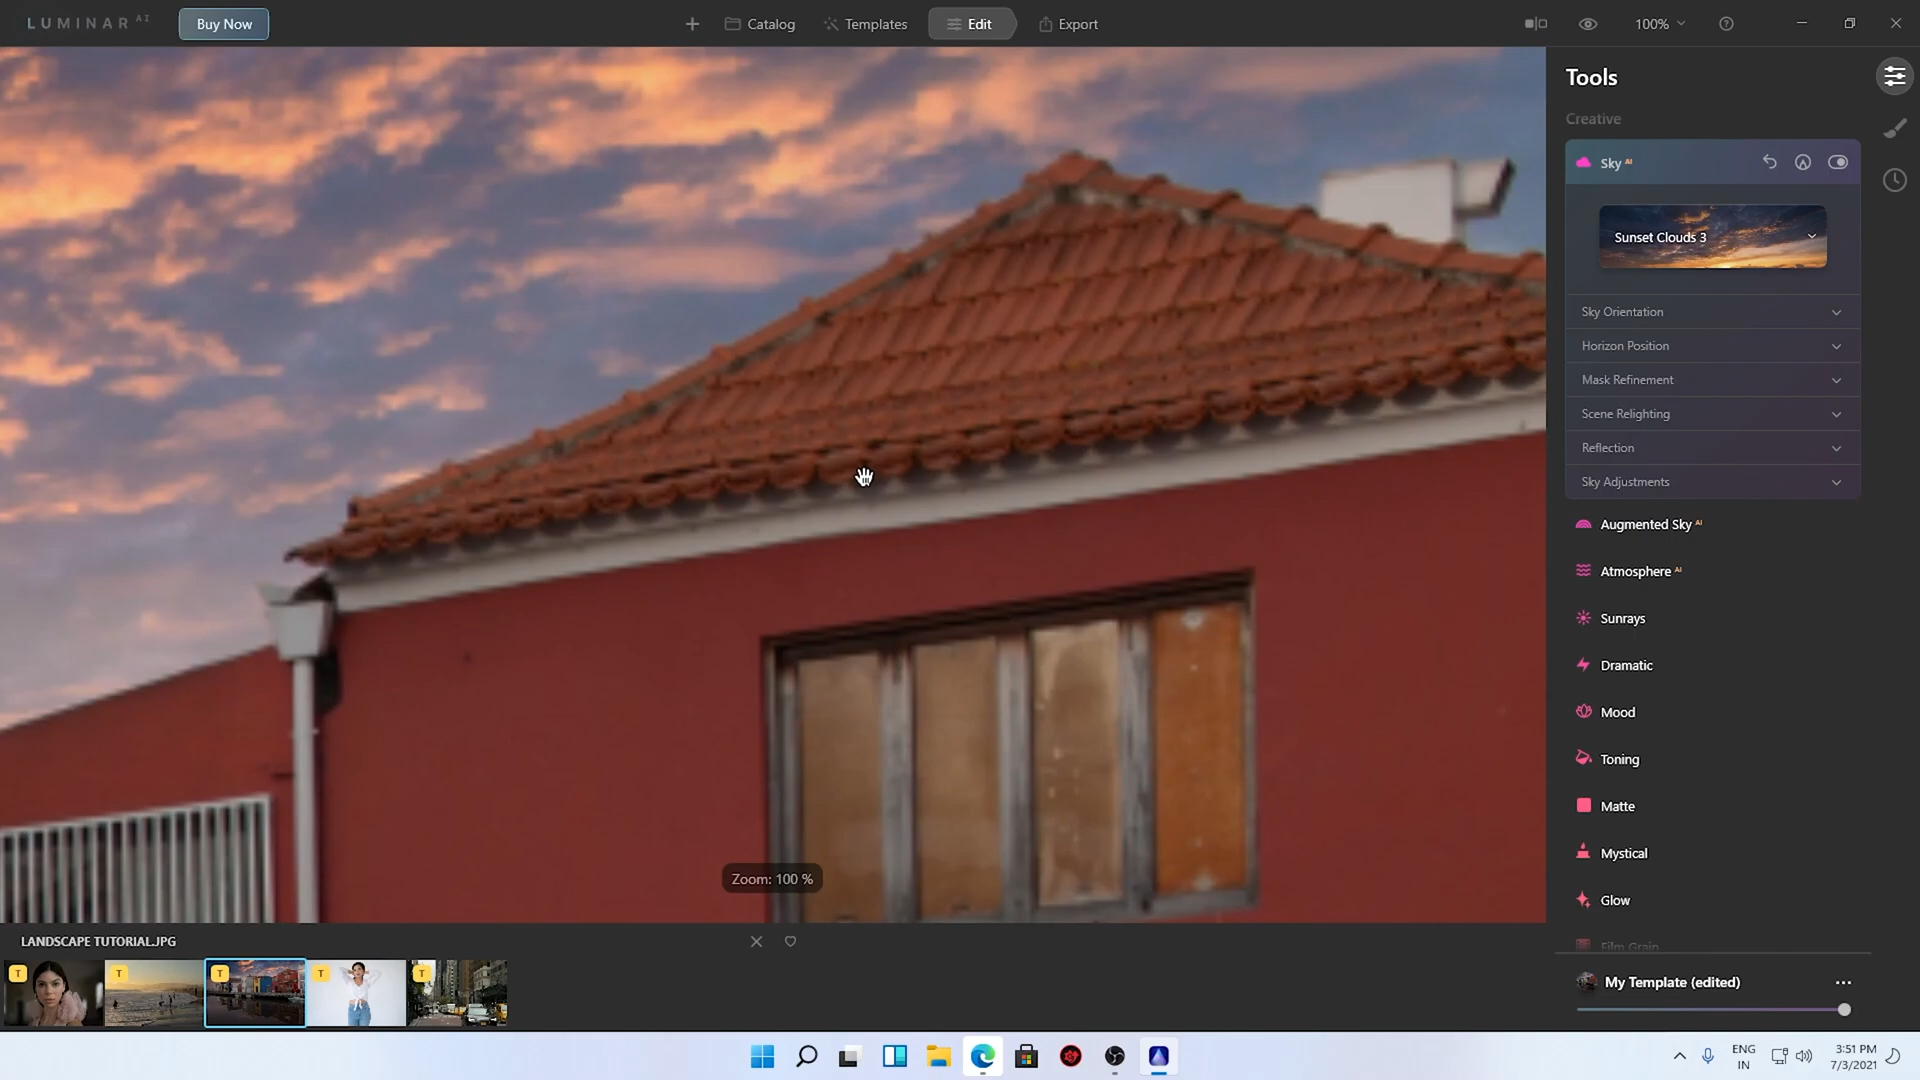 LUMINAR AI
Buy Now
Catalog
Templates
Edit
Export
100%
Tools
Creative
Sky AI
Sunset Clouds 3
Sky Orientation
Horizon Position
Mask Refinement
Scene Relighting
Reflection
Sky Adjustments
Augmented Sky AI
Atmosphere AI
Sunrays
Dramatic
Mood
Toning
Matte
Mystical
Glow
Film Grain
Zoom: 100 %
LANDSCAPE TUTORIAL.JPG
T T T T T
My Template (edited)
ENG
IN
3:51 PM
7/3/2021